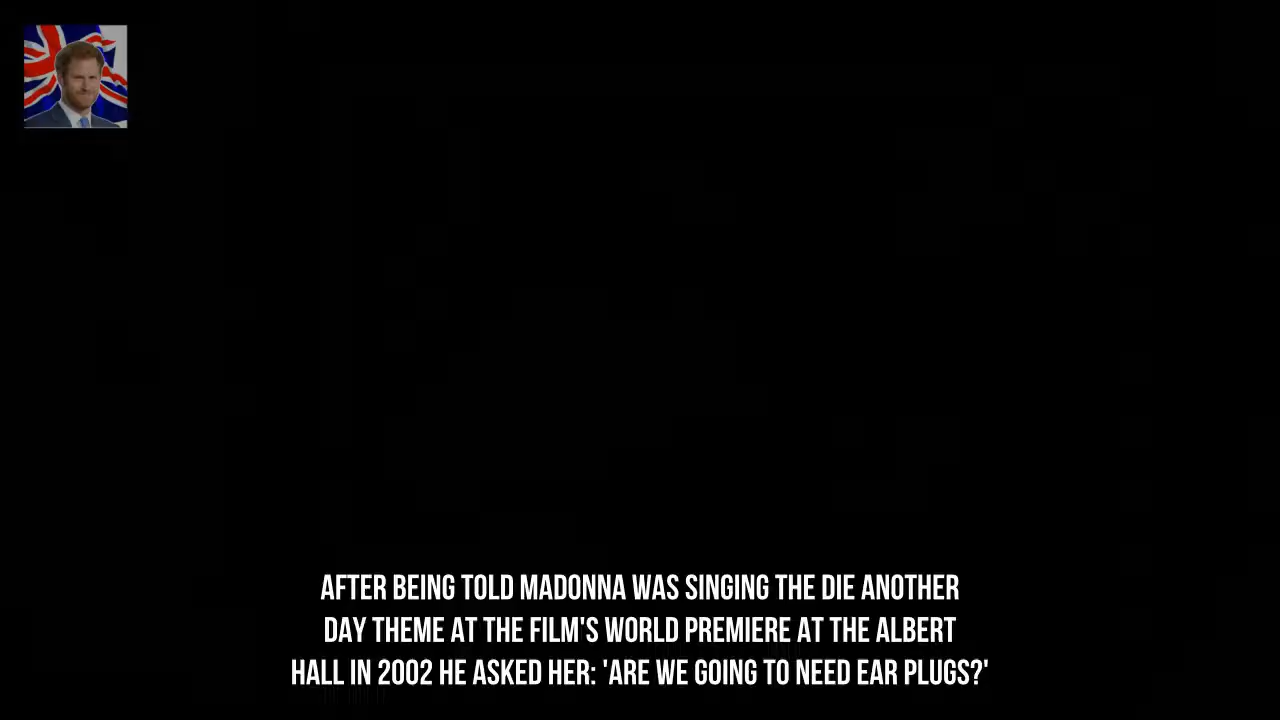 AFTER BEING TOLD MADONNA WAS SINGING THE DIE ANOTHER
DAY THEME AT THE FILM'S WORLD PREMIERE AT THE ALBERT
HALL IN 2002 HE ASKED HER: 'ARE WE GOING TO NEED EAR PLUGS?'